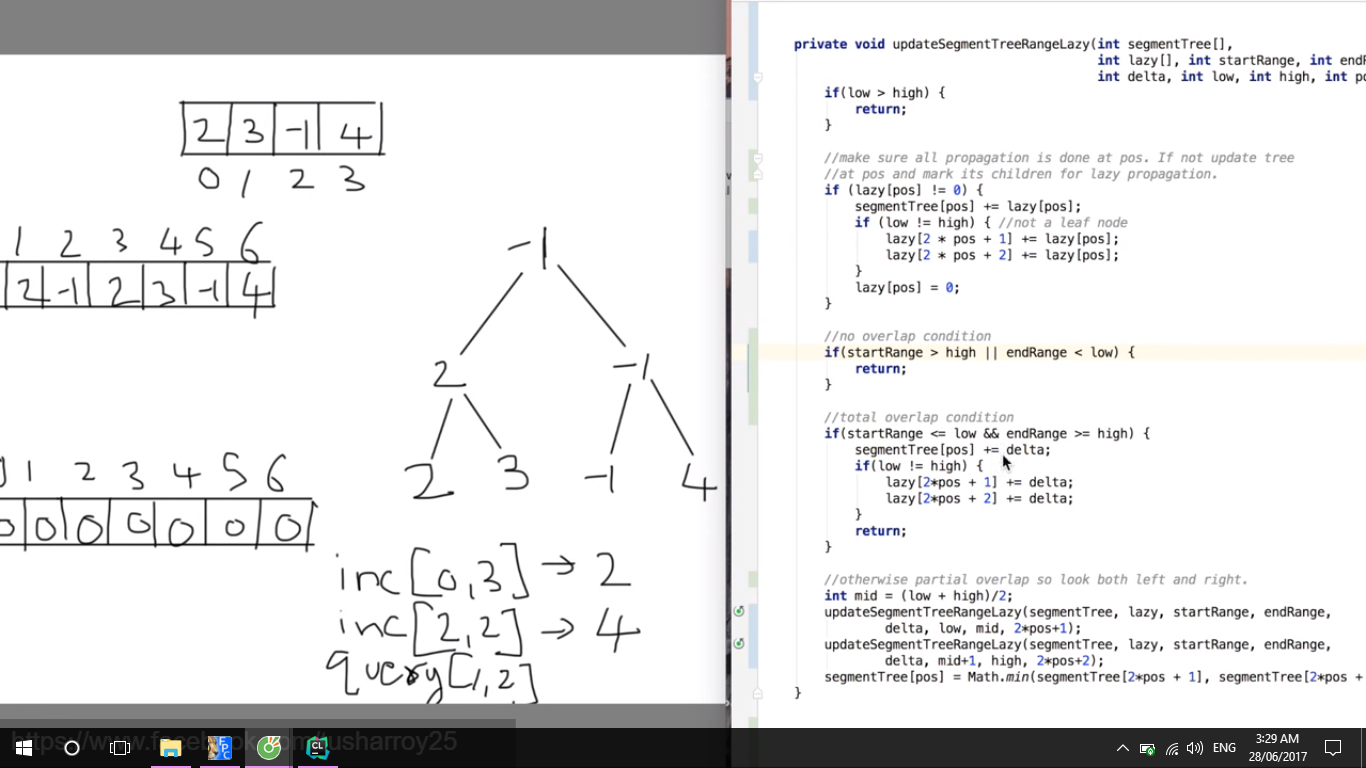 2 3 -1 4
0 1 2 3
1 2 3 4 5 6
2 -1 2 3 -1 4
-1
2 -1
2 3 -1 4
1 2 3 4 5 6
0 0 0 0 0 0 0
inc[0,3] → 2
inc[2,2] → 4
query[1,2]
private void updateSegmentTreeRangeLazy(int segmentTree[],
int lazy[], int startRange, int endR
int delta, int low, int high, int po
if(low > high) {
return;
}
//make sure all propagation is done at pos. If not update tree
//at pos and mark its children for lazy propagation.
if (lazy[pos] != 0) {
segmentTree[pos] += lazy[pos];
if (low != high) { //not a leaf node
lazy[2 * pos + 1] += lazy[pos];
lazy[2 * pos + 2] += lazy[pos];
}
lazy[pos] = 0;
}
//no overlap condition
if(startRange > high || endRange < low) {
return;
}
//total overlap condition
if(startRange <= low && endRange >= high) {
segmentTree[pos] += delta;
if(low != high) {
lazy[2*pos + 1] += delta;
lazy[2*pos + 2] += delta;
}
return;
}
//otherwise partial overlap so look both left and right.
int mid = (low + high)/2;
updateSegmentTreeRangeLazy(segmentTree, lazy, startRange, endRange,
delta, low, mid, 2*pos+1);
updateSegmentTreeRangeLazy(segmentTree, lazy, startRange, endRange,
delta, mid+1, high, 2*pos+2);
segmentTree[pos] = Math.min(segmentTree[2*pos + 1], segmentTree[2*pos +
}
https://www.facebook.com/tusharroy25
CL
ENG
3:29 AM
28/06/2017